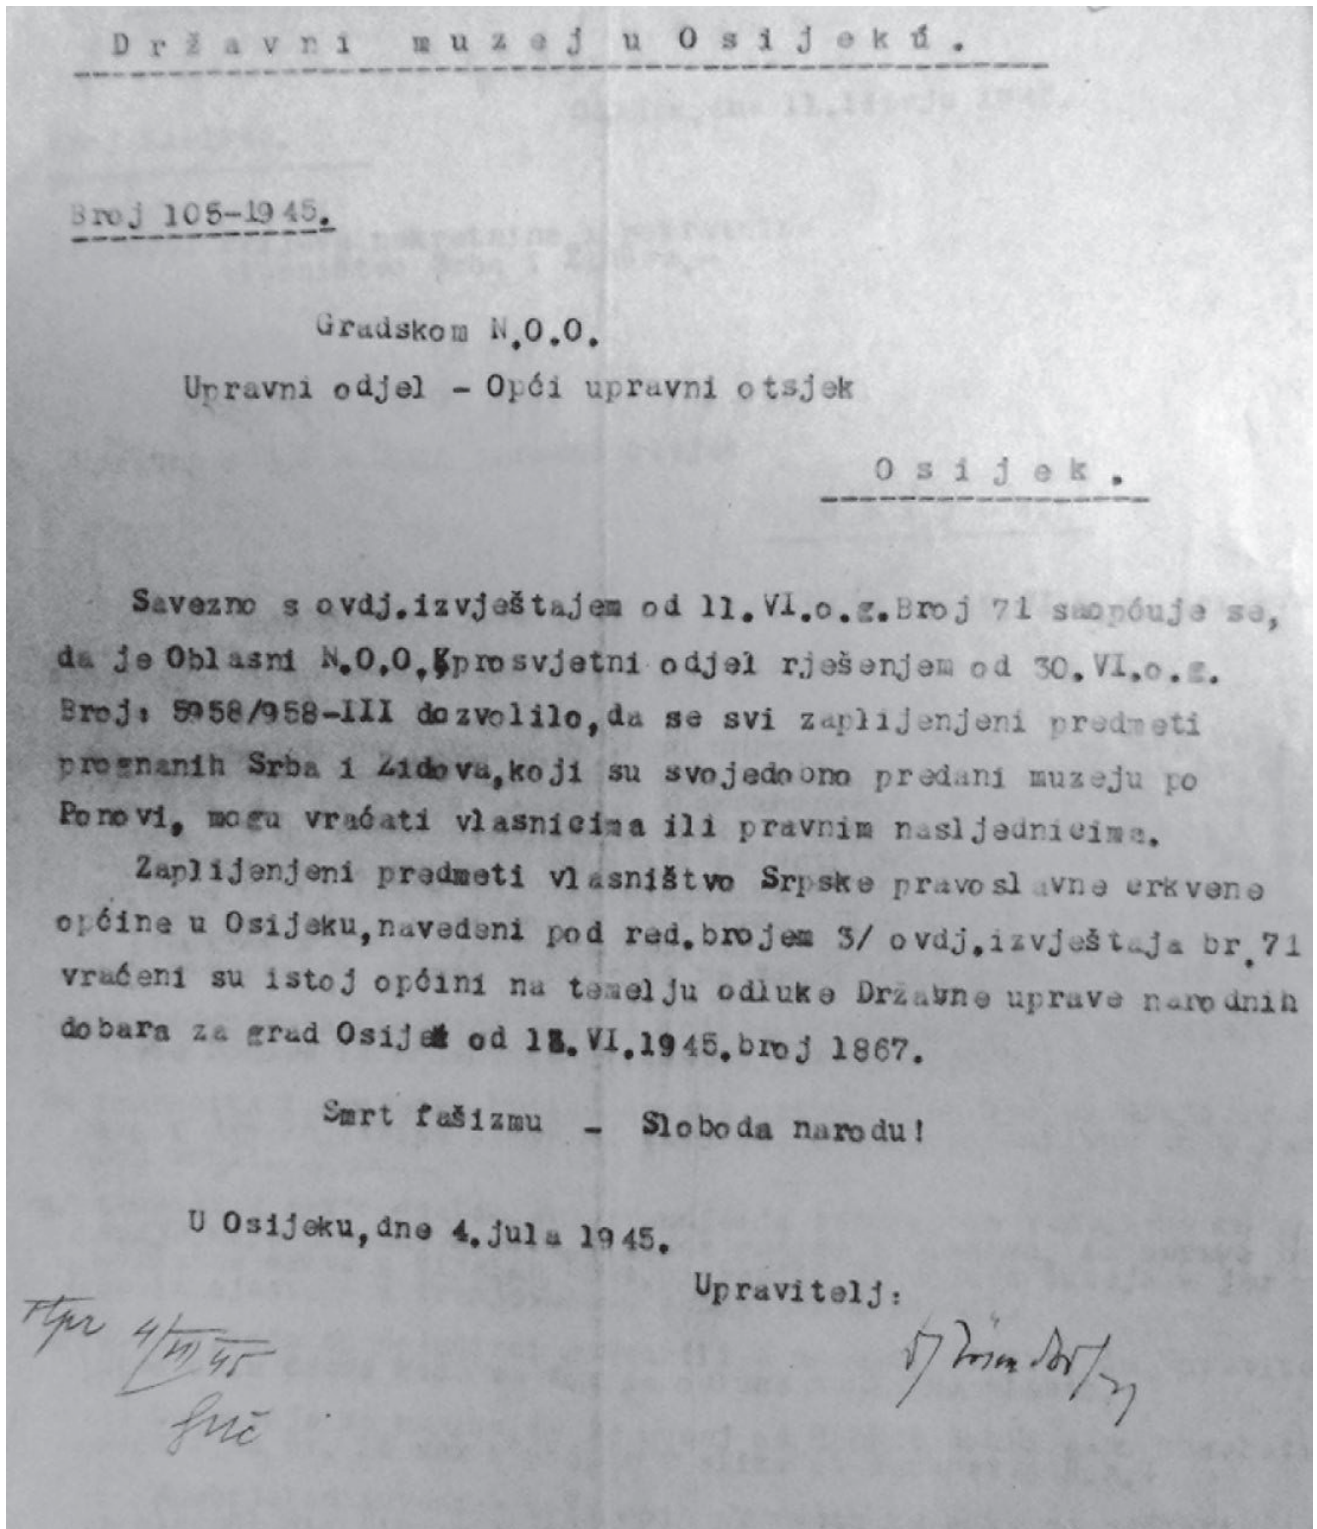 Državni muzej u Osijeku.
Broj 105-1945.
Gradskom N.O.O.
Upravni odjel - Opći upravni otsjek
Osijek.
Savezno s ovdj.izvještajem od 11.VI.o.g.Broj 71 saopćuje se,
da je Oblasni N.O.O. prosvjetni odjel rješenjem od 30.VI.o.g.
Broj: 5958/958-III dozvolilo,da se svi zaplijenjeni predmeti
prognanih Srba i Židova,koji su svojedobno predani muzeju po
Ponovi, mogu vraćati vlasnicima ili pravnim nasljednicima.
Zaplijenjeni predmeti vlasništvo Srpske pravoslavne crkvene
općine u Osijeku,navedeni pod red.brojem 3/ ovdj.izvještaja br.71
vraćeni su istoj općini na temelju odluke Državne uprave narodnih
dobara za grad Osijek od VI.1945.broj 1867.
Smrt fašizmu - Sloboda narodu!
U Osijeku,dne 4.jula 1945.
Upravitelj:
4/VII 45